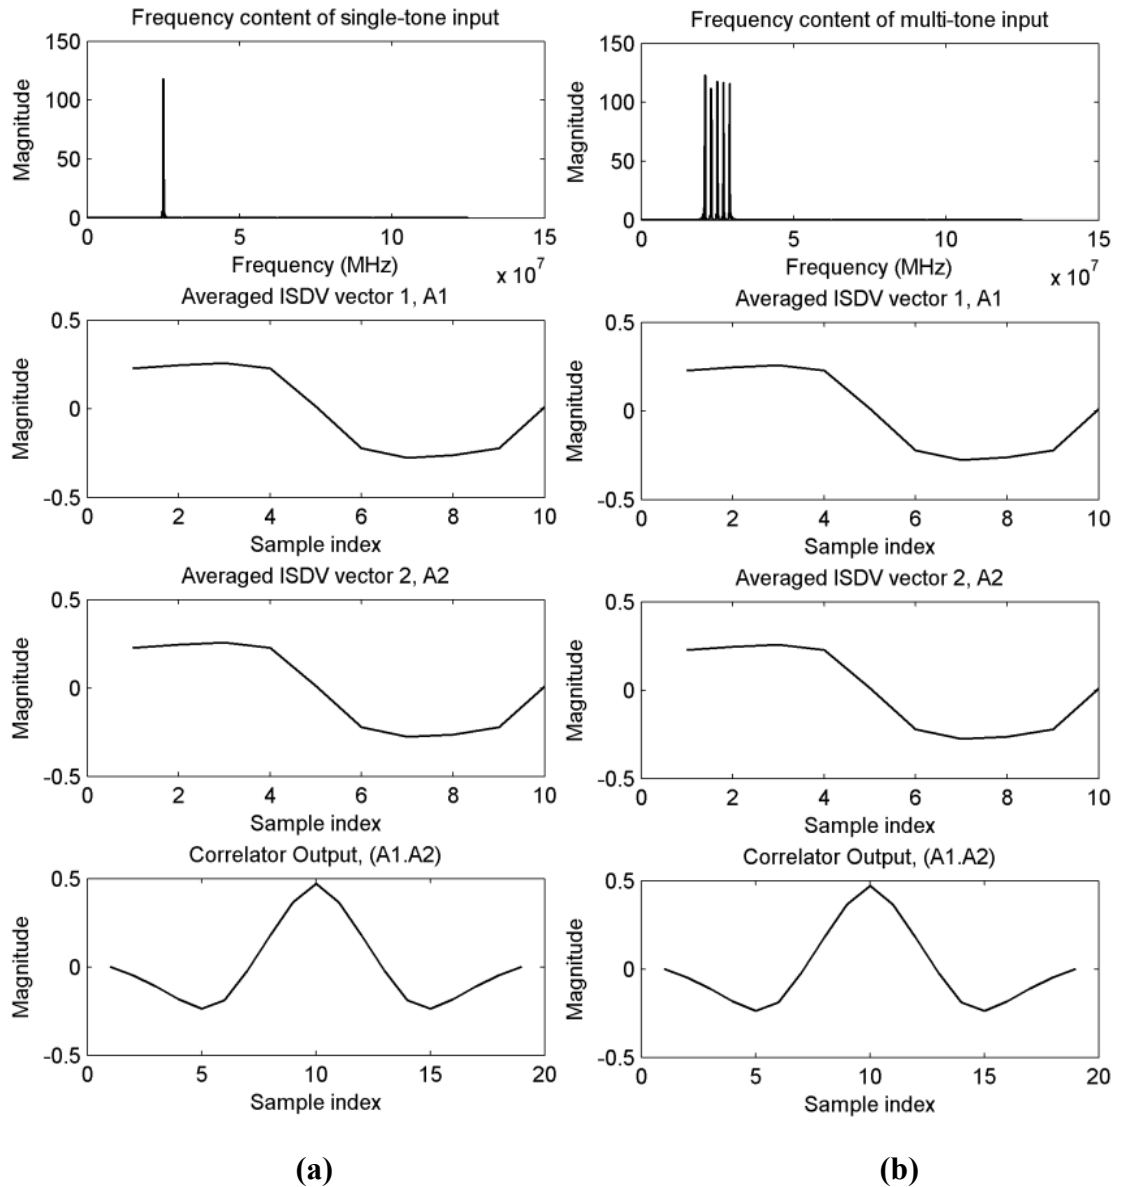 Frequency content of single-tone input
150
100
50
0
Magnitude
0 5 10 15
Frequency (MHz)
x 10^7
Averaged ISDV vector 1, A1
0.5
0
-0.5
Magnitude
0 2 4 6 8 10
Sample index
Averaged ISDV vector 2, A2
0.5
0
-0.5
Magnitude
0 2 4 6 8 10
Sample index
Correlator Output, (A1.A2)
0.5
0
-0.5
Magnitude
0 5 10 15 20
Sample index
(a)
Frequency content of multi-tone input
150
100
50
0
Magnitude
0 5 10 15
Frequency (MHz)
x 10^7
Averaged ISDV vector 1, A1
0.5
0
-0.5
Magnitude
0 2 4 6 8 10
Sample index
Averaged ISDV vector 2, A2
0.5
0
-0.5
Magnitude
0 2 4 6 8 10
Sample index
Correlator Output, (A1.A2)
0.5
0
-0.5
Magnitude
0 5 10 15 20
Sample index
(b)